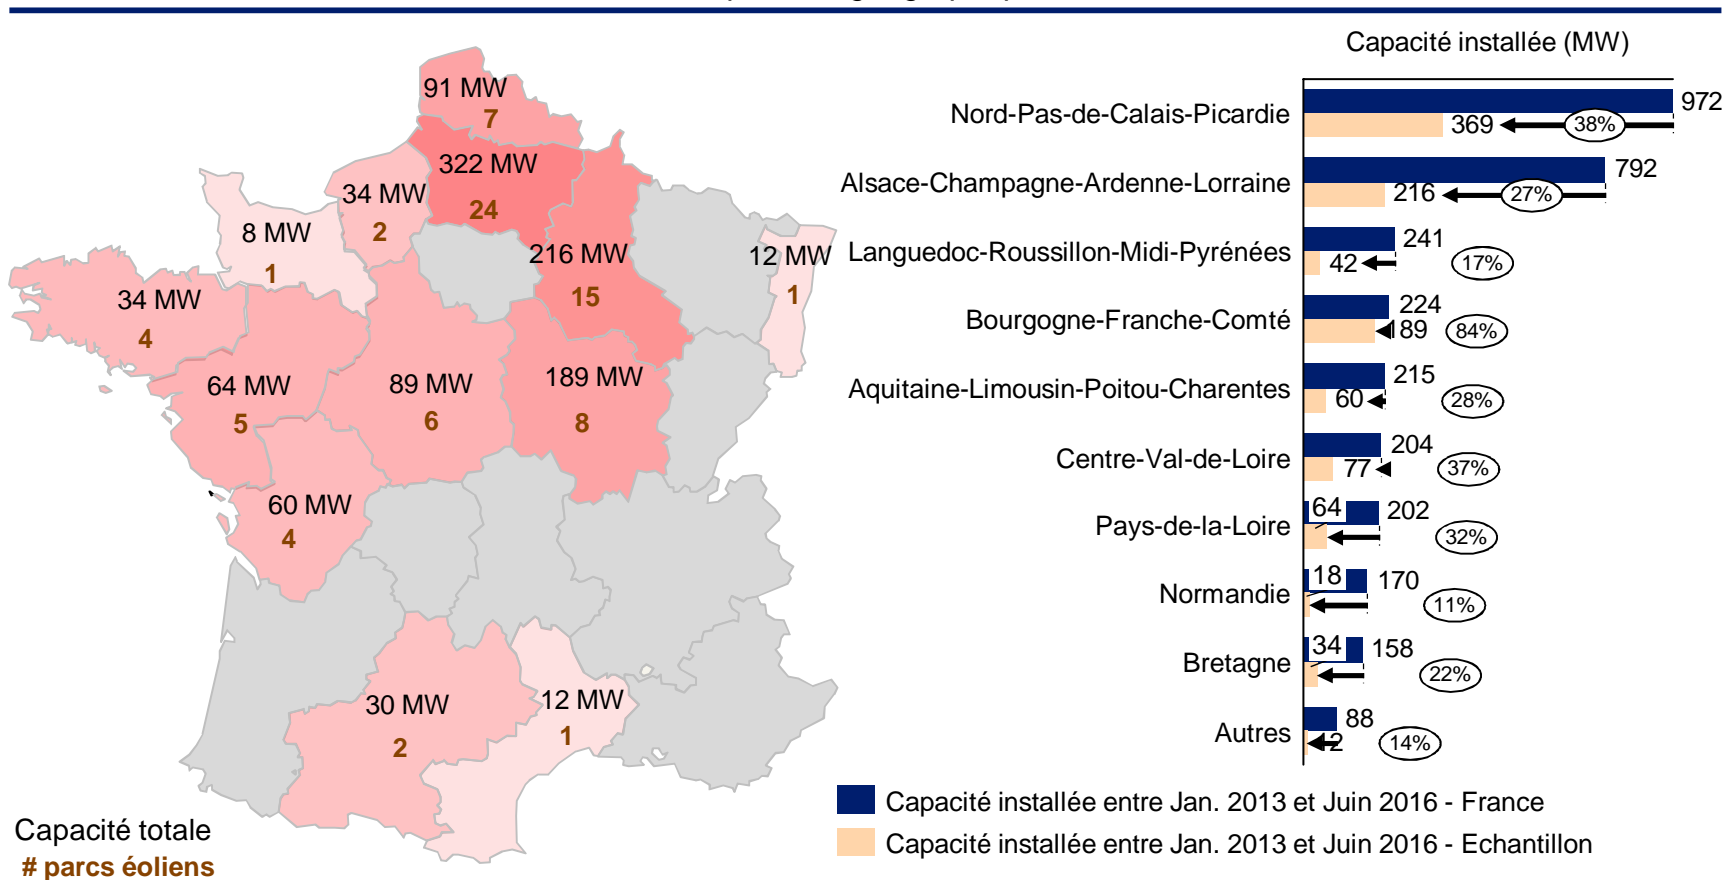 91 MW
7
322 MW
24
34 MW
2
8 MW
1
216 MW
15
12 MW
1
34 MW
4
64 MW
5
89 MW
6
189 MW
8
60 MW
4
30 MW
2
12 MW
1
Capacité totale
# parcs éoliens
Capacité installée (MW)
Nord-Pas-de-Calais-Picardie
972
369
38%
Alsace-Champagne-Ardenne-Lorraine
792
216
27%
Languedoc-Roussillon-Midi-Pyrénées
241
42
17%
Bourgogne-Franche-Comté
224
189
84%
Aquitaine-Limousin-Poitou-Charentes
215
60
28%
Centre-Val-de-Loire
204
77
37%
Pays-de-la-Loire
64
202
32%
Normandie
18
170
11%
Bretagne
34
158
22%
Autres
88
12
14%
Capacité installée entre Jan. 2013 et Juin 2016 - France
Capacité installée entre Jan. 2013 et Juin 2016 - Echantillon